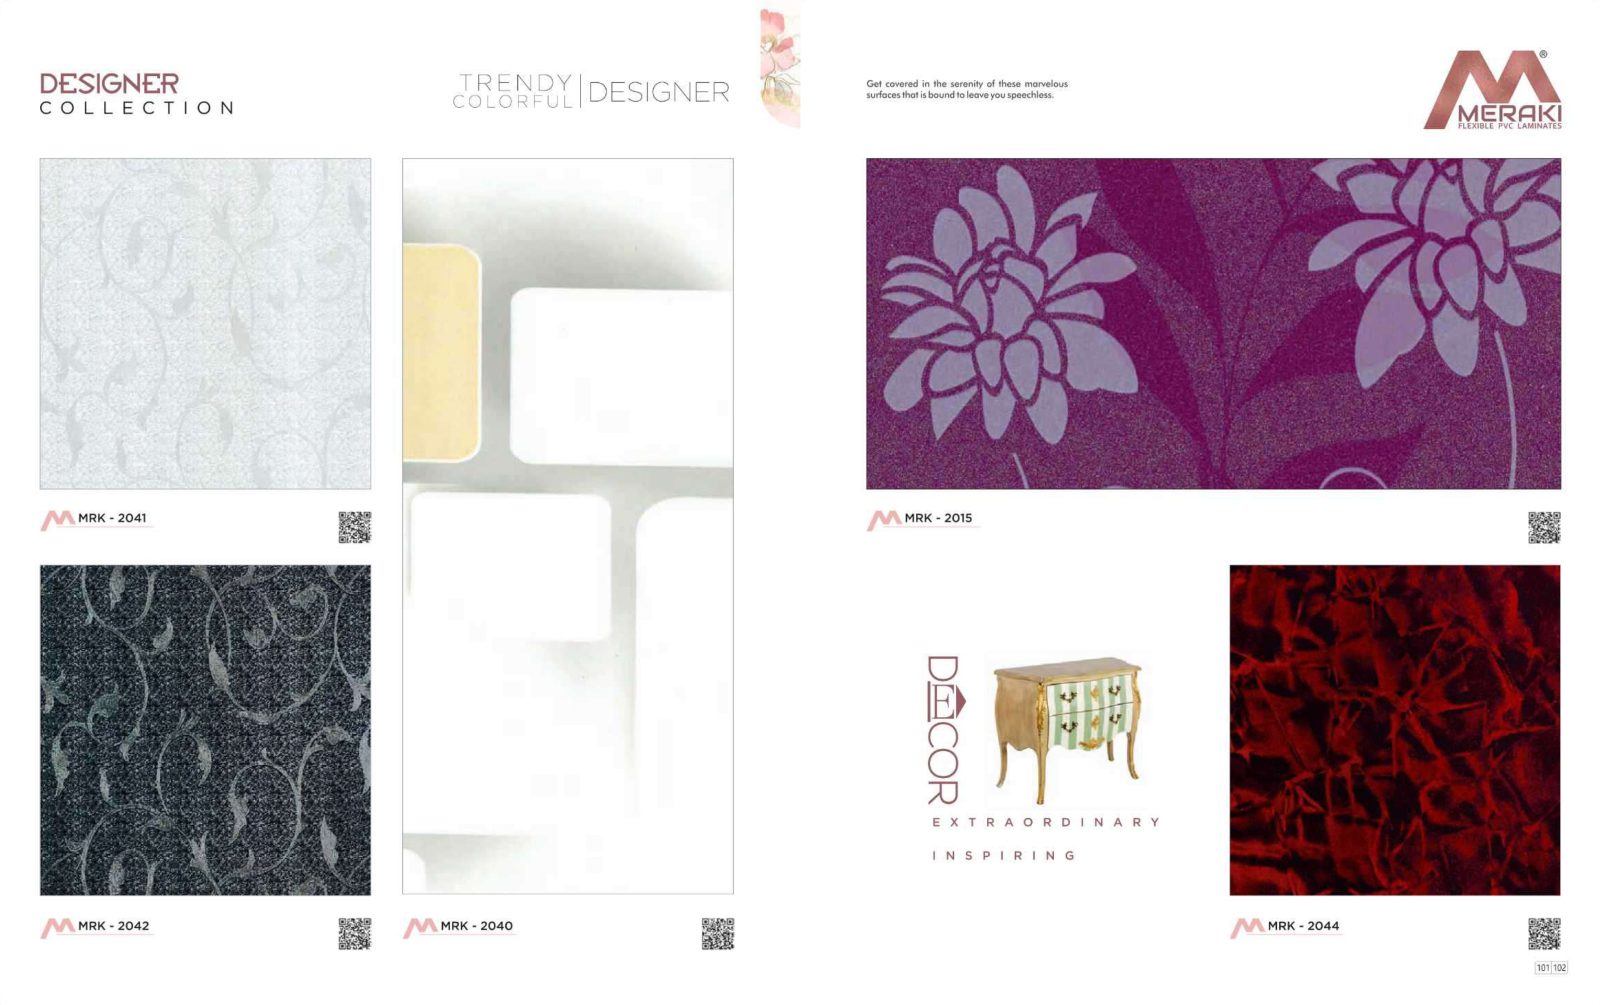 DESIGNER
COLLECTION
TRENDY
COLORFUL
DESIGNER
MRK - 2041
MRK - 2042
MRK - 2040
Get covered in the serenity of these marvelous
surfaces that is bound to leave you speechless.
®
MERAKI
FLEXIBLE PVC LAMINATES
MRK - 2015
DECOR
EXTRAORDINARY
INSPIRING
MRK - 2044
101 102